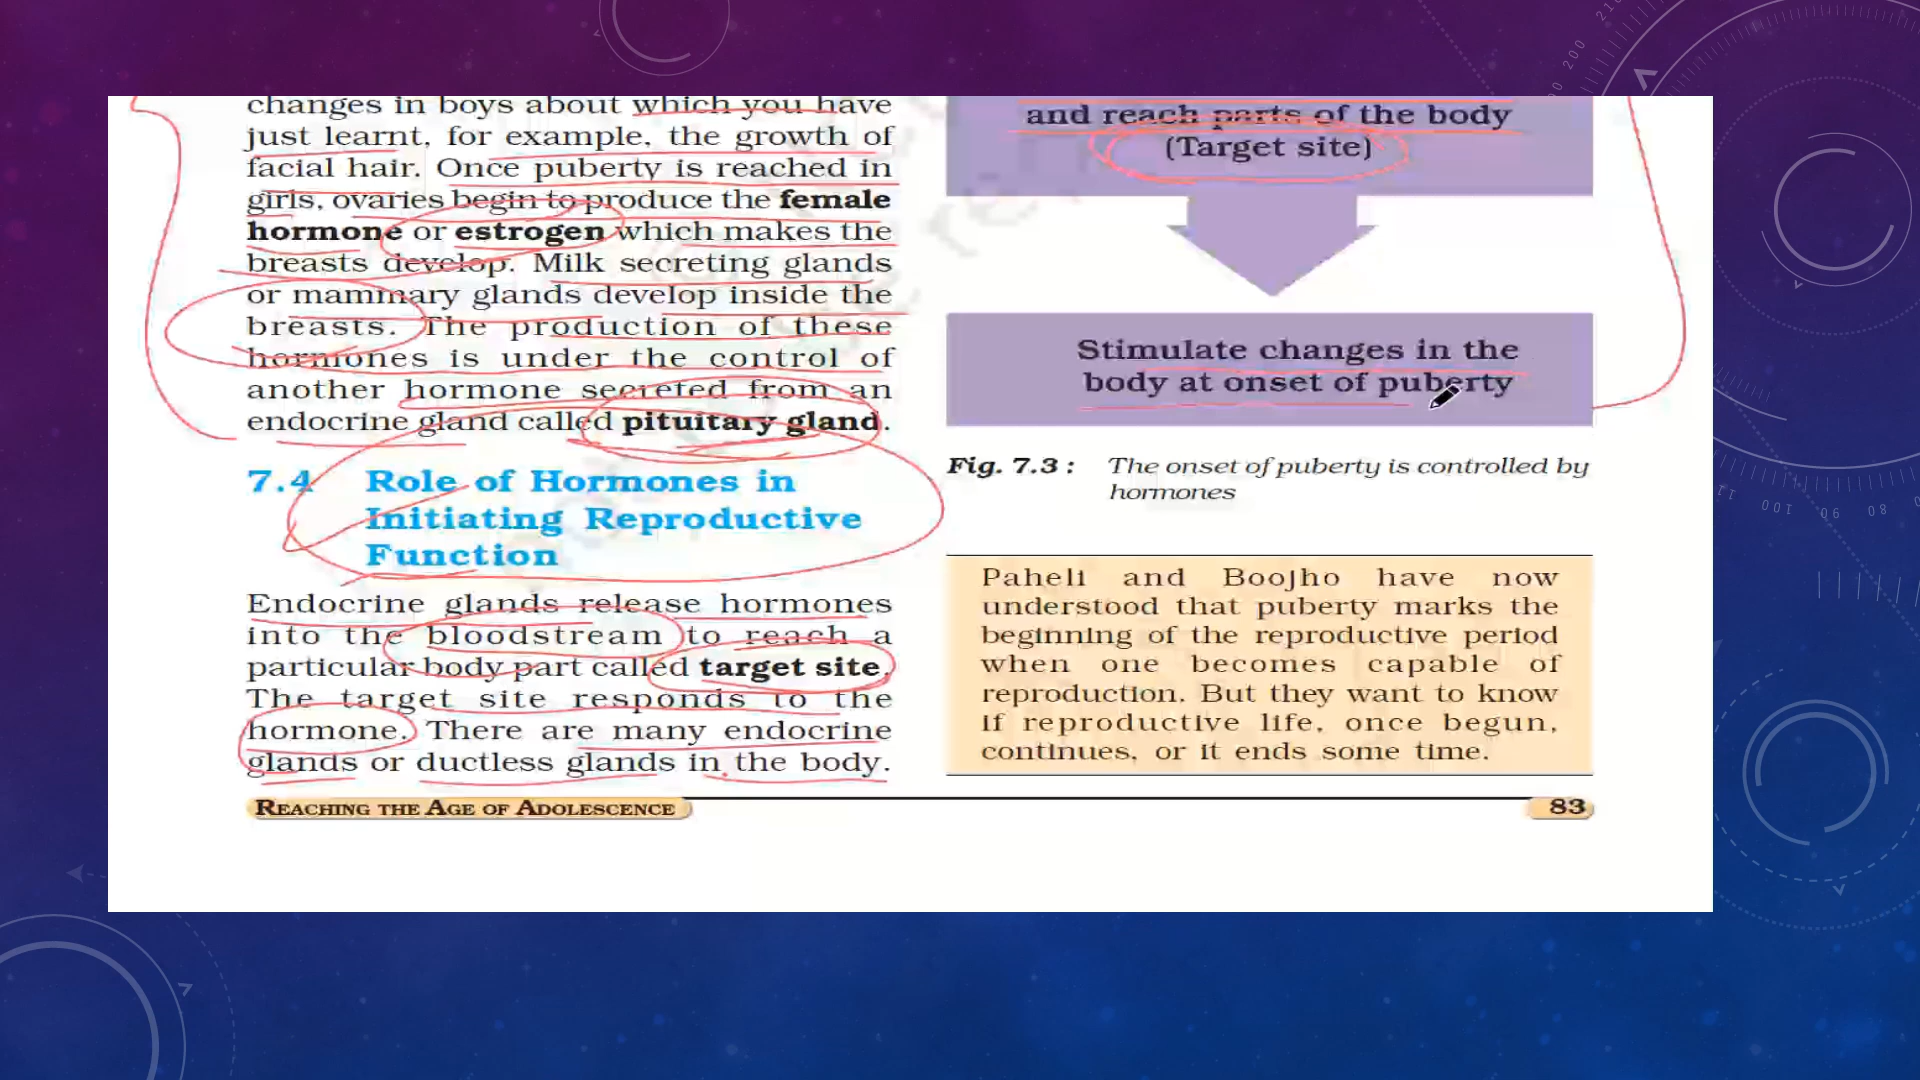 changes in boys about which you have
just learnt, for example, the growth of
facial hair. Once puberty is reached in
girls, ovaries begin to produce the female
hormone or estrogen which makes the
breasts develop. Milk secreting glands
or mammary glands develop inside the
breasts. The production of these
hormones is under the control of
another hormone secreted from an
endocrine gland called pituitary gland.
7.4 Role of Hormones in
Initiating Reproductive
Function
Endocrine glands release hormones
into the bloodstream to reach a
particular body part called target site.
The target site responds to the
hormone. There are many endocrine
glands or ductless glands in the body.
and reach parts of the body
(Target site)
Stimulate changes in the
body at onset of puberty
Fig. 7.3 : The onset of puberty is controlled by
hormones
Paheli and Boojho have now
understood that puberty marks the
beginning of the reproductive period
when one becomes capable of
reproduction. But they want to know
if reproductive life, once begun,
continues, or it ends some time.
REACHING THE AGE OF ADOLESCENCE
83